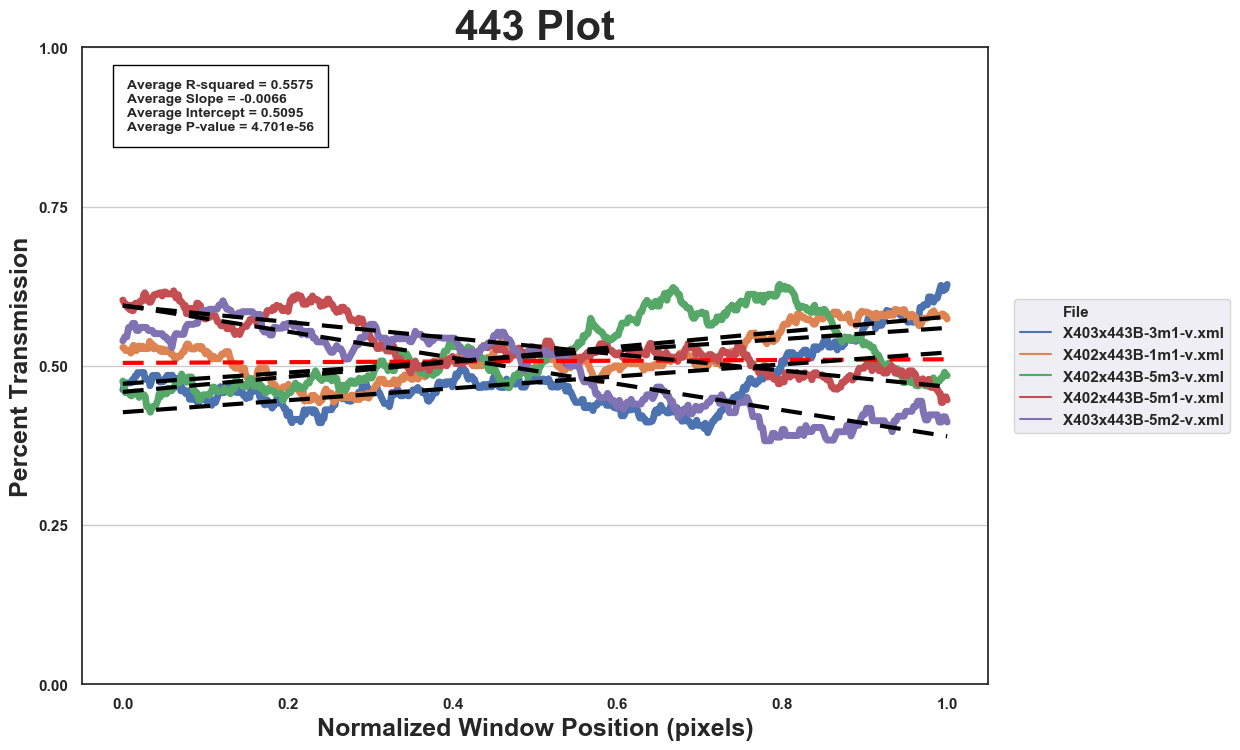 443 Plot
1.00
Average R-squared = 0.5575
Average Slope = -0.0066
Average Intercept = 0.5095
Average P-value = 4.701e-56
0.75
0.50
0.25
0.00
Percent Transmission
0.0 0.2 0.4 0.6 0.8 1.0
Normalized Window Position (pixels)
File
X403x443B-3m1-v.xml
X402x443B-1m1-v.xml
X402x443B-5m3-v.xml
X402x443B-5m1-v.xml
X403x443B-5m2-v.xml